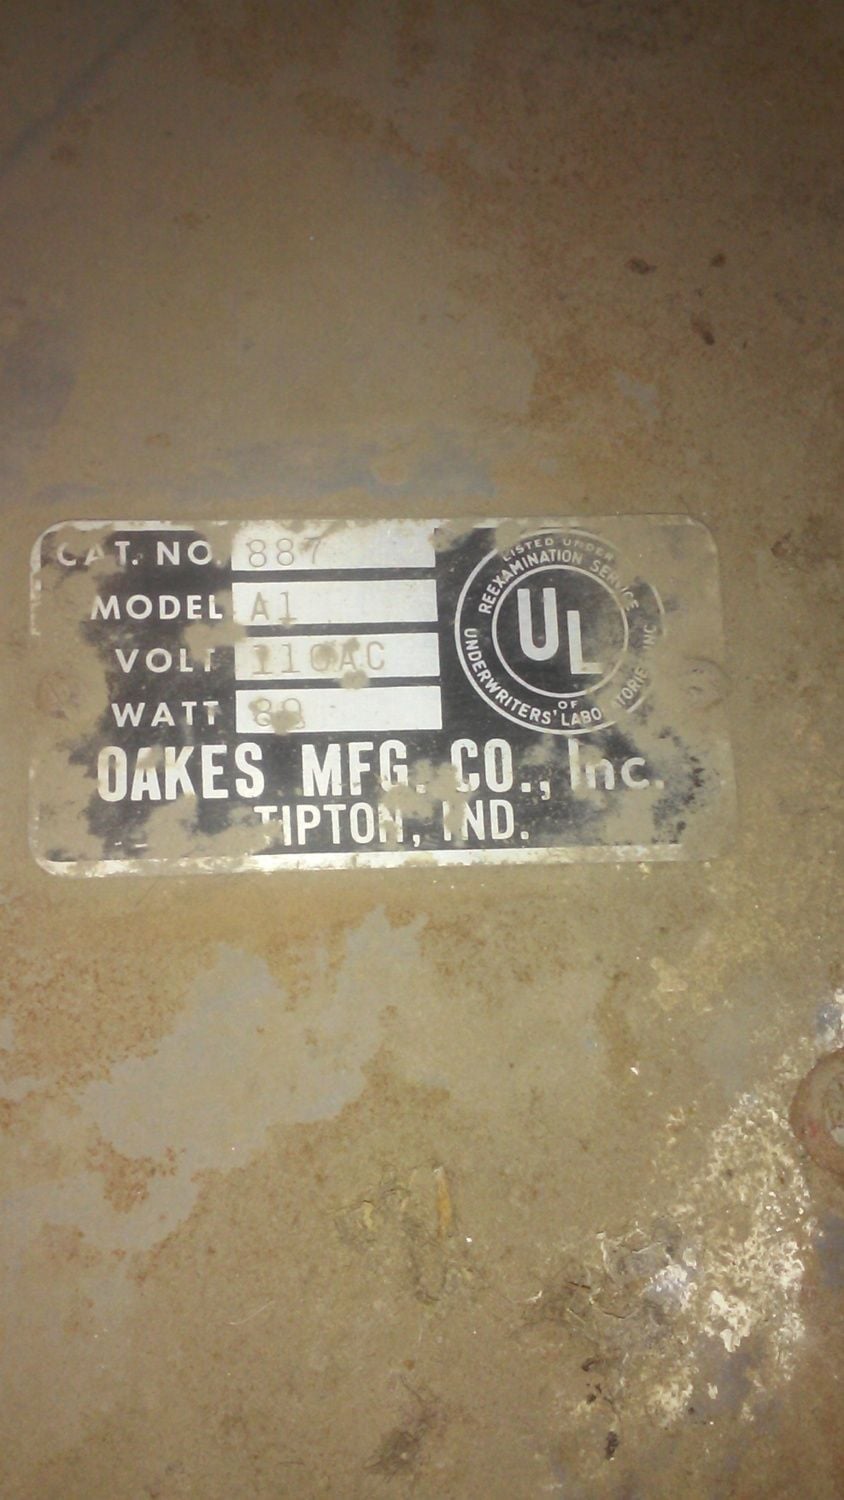 CAT. NO. 887
MODEL A1
VOLT 110AC
WATT
OAKES MFG. CO., Inc.
TIPTON, IND.
LISTED UNDER
REEXAMINATION SERVICE
UL
OF
UNDERWRITERS' LABORATORIES INC